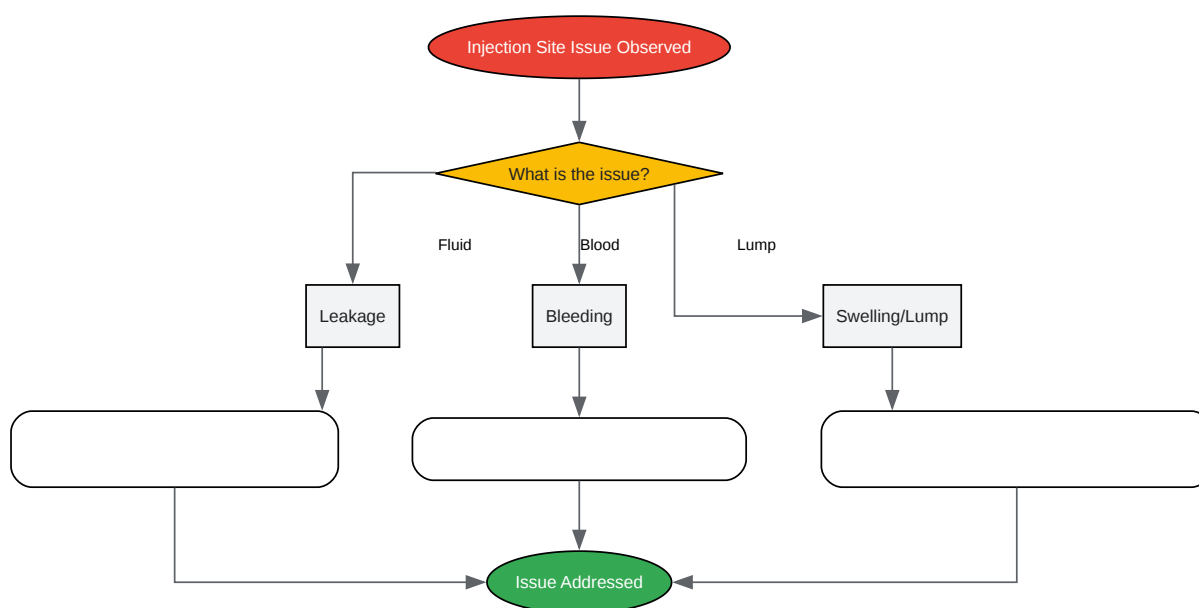 Injection Site Issue Observed
What is the issue?
Fluid
Blood
Lump
Leakage
Bleeding
Swelling/Lump
Issue Addressed